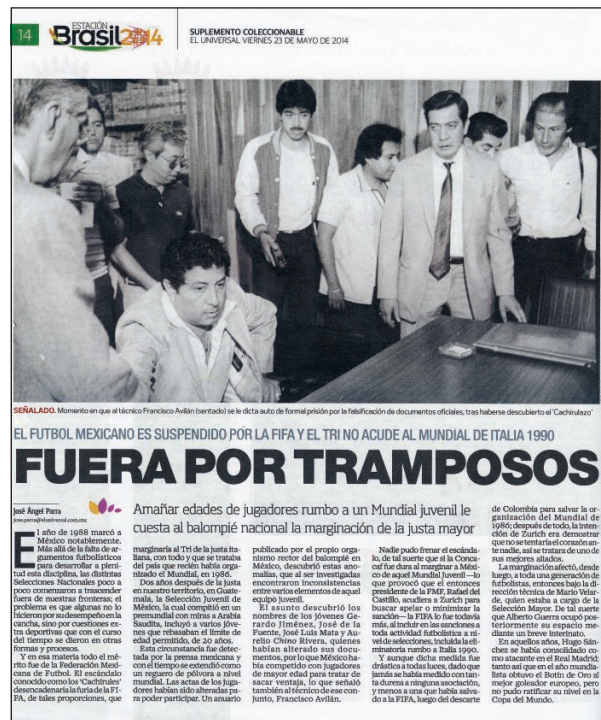 14
ESTACIÓN
Brasil2014
SUPLEMENTO COLECCIONABLE
EL UNIVERSAL VIERNES 23 DE MAYO DE 2014
SEÑALADO. Momento en que al técnico Francisco Avilán (sentado) se le dicta auto de formal prisión por la falsificación de documentos oficiales, tras haberse descubierto el 'Cachirulazo'
EL FUTBOL MEXICANO ES SUSPENDIDO POR LA FIFA Y EL TRI NO ACUDE AL MUNDIAL DE ITALIA 1990
FUERA POR TRAMPOSOS
José Ángel Parra
jose.parra@eluniversal.com.mx
Amañar edades de jugadores rumbo a un Mundial juvenil le
cuesta al balompié nacional la marginación de la justa mayor
El año de 1988 marcó a
México notablemente.
Más allá de la falta de ar-
gumentos futbolísticos
para desarrollar a pleni-
tud esta disciplina, las distintas
Selecciones Nacionales poco a
poco comenzaron a trascender
fuera de nuestras fronteras; el
problema es que algunas no lo
hicieron por su desempeño en la
cancha, sino por cuestiones ex-
tra deportivas que con el curso
del tiempo se dieron en otras
formas y procesos.
Y en esa materia todo el mé-
rito fue de la Federación Mexi-
cana de Futbol. El escándalo
conocido como los 'Cachirules'
desencadenaría la furia de la FI-
FA, de tales proporciones, que
marginaría al Tri de la justa ita-
liana, con todo y que se trataba
del país que recién había orga-
nizado el Mundial, en 1986.
Dos años después de la justa
en nuestro territorio, en Guate-
mala, la Selección Juvenil de
México, la cual compitió en un
premundial con miras a Arabia
Saudita, incluyó a varios jóve-
nes que rebasaban el límite de
edad permitido, de 20 años.
Esta circunstancia fue detec-
tada por la prensa mexicana y
con el tiempo se extendió como
un reguero de pólvora a nivel
mundial. Las actas de los juga-
dores habían sido alteradas pa-
ra poder participar. Un anuario
publicado por el propio organis-
mo rector del balompié en
México, descubrió estas ano-
malías, que al ser investigadas
encontraron inconsistencias
entre varios elementos de aquel
equipo juvenil.
El asunto descubrió los
nombres de los jóvenes Ge-
rardo Jiménez, José de la
Fuente, José Luis Mata y Au-
relio Chino Rivera, quienes
habían alterado sus docu-
mentos, por lo que México ha-
bía competido con jugadores
de mayor edad para tratar de
sacar ventaja, lo que señaló
también al técnico de ese con-
junto, Francisco Avilán.
Nadie pudo frenar el escánda-
lo, de tal suerte que si la Conca-
caf fue dura al marginar a Méxi-
co de aquel Mundial Juvenil —lo
que provocó que el entonces
presidente de la FMF, Rafael del
Castillo, acudiera a Zurich para
buscar apelar o minimizar la
sanción— la FIFA lo fue todavía
más, al incluir en las sanciones a
toda actividad futbolística a ni-
vel de selecciones, incluida la eli-
minatoria rumbo a Italia 1990.
Y aunque dicha medida fue
drástica a todas luces, dado que
jamás se había medido con tan-
ta dureza a ninguna asociación,
y menos a una que había salva-
do a la FIFA, luego del descarte
de Colombia para salvar la or-
ganización del Mundial de
1986; después de todo, la inten-
ción de Zurich era demostrar
que no se tentaría el corazón an-
te nadie, así se tratara de uno de
sus mejores aliados.
La marginación afectó, desde
luego, a toda una generación de
futbolistas, entonces bajo la di-
rección técnica de Mario Velar-
de, quien estaba a cargo de la
Selección Mayor. De tal suerte
que Alberto Guerra ocupó pos-
teriormente su espacio me-
diante un breve interinato.
En aquellos años, Hugo Sán-
chez se había consolidado co-
mo atacante en el Real Madrid;
tanto así que en el año mundia-
lista obtuvo el Botín de Oro al
mejor goleador europeo, pero
no pudo ratificar su nivel en la
Copa del Mundo.